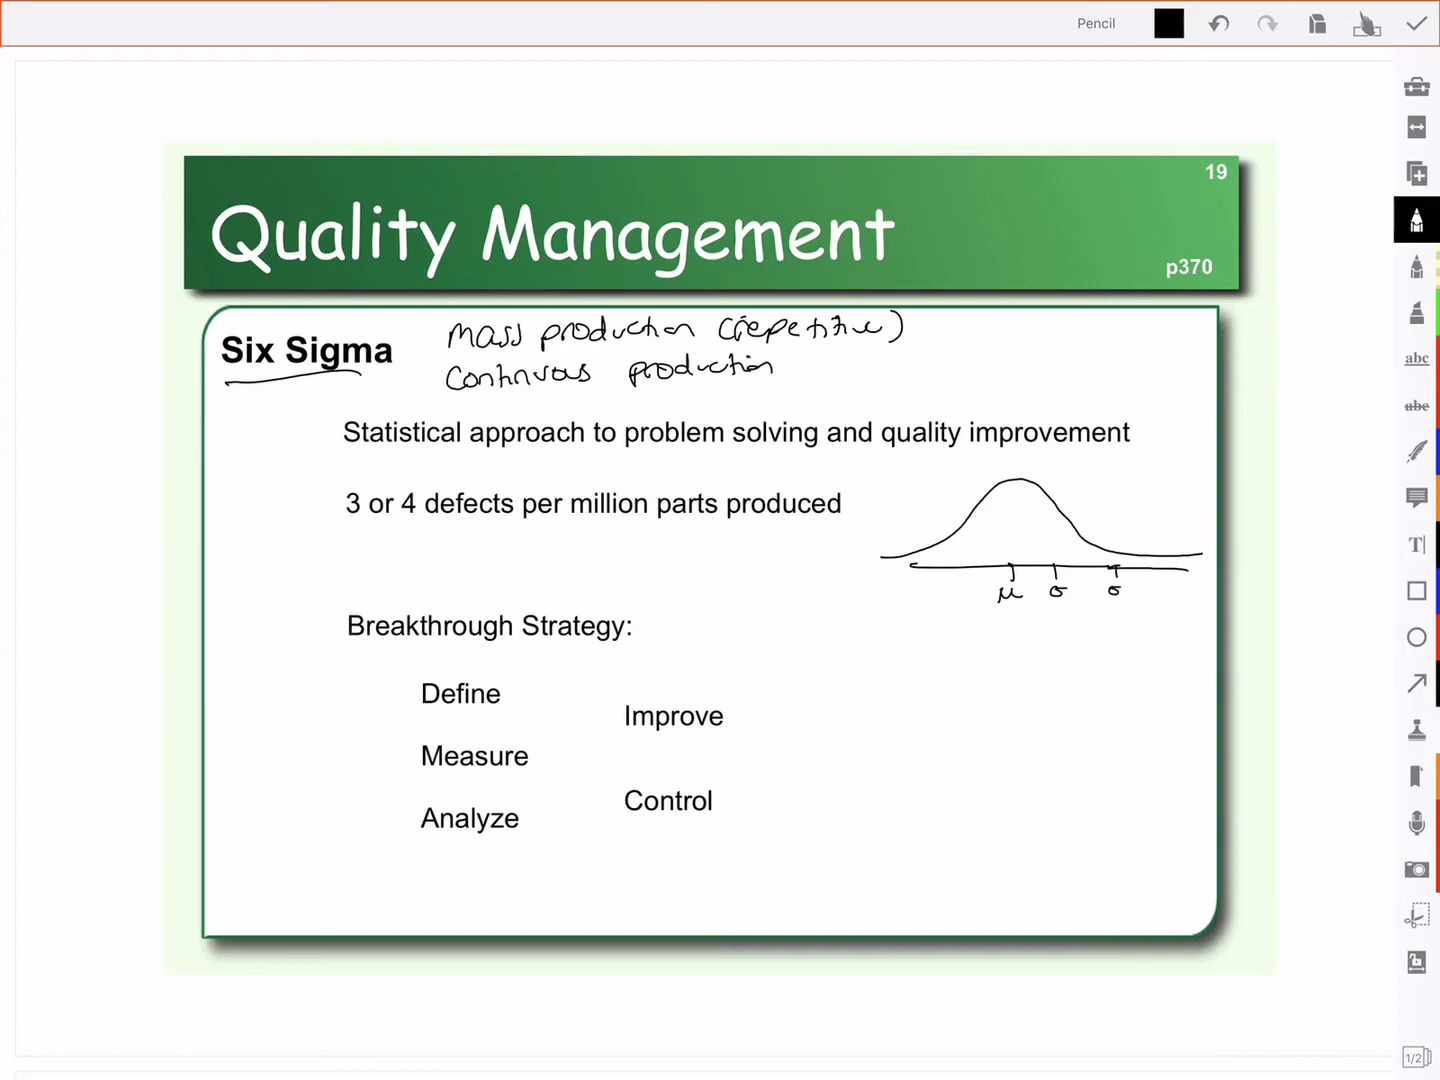 Pencil
19
Quality Management
p370
Six Sigma
mass production (repetitive)
continuous production
Statistical approach to problem solving and quality improvement
3 or 4 defects per million parts produced
μ σ σ
Breakthrough Strategy:
Define
Measure
Analyze
Improve
Control
abc
abc
T
1/2